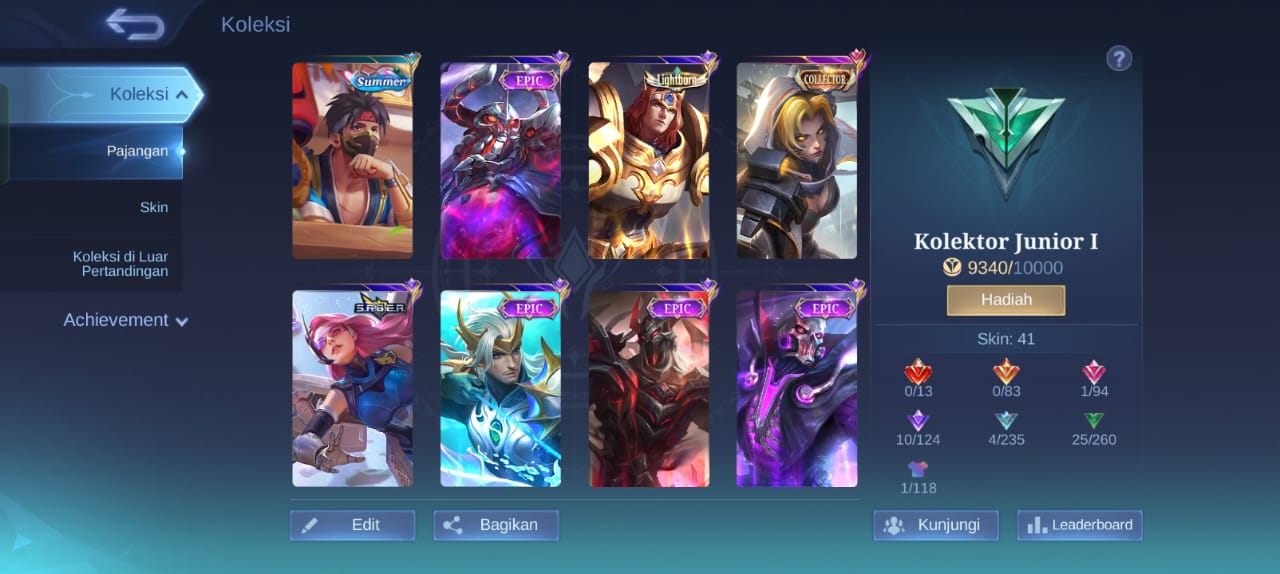 Koleksi
Koleksi
Pajangan
Skin
Koleksi di Luar
Pertandingan
Achievement
Summer
EPIC
Lightborn
COLLECTOR
S.A.B.E.R.
EPIC
EPIC
EPIC
Edit
Bagikan
?
Kolektor Junior I
9340/10000
Hadiah
Skin: 41
0/13 0/83 1/94
10/124 4/235 25/260
1/118
Kunjungi
Leaderboard